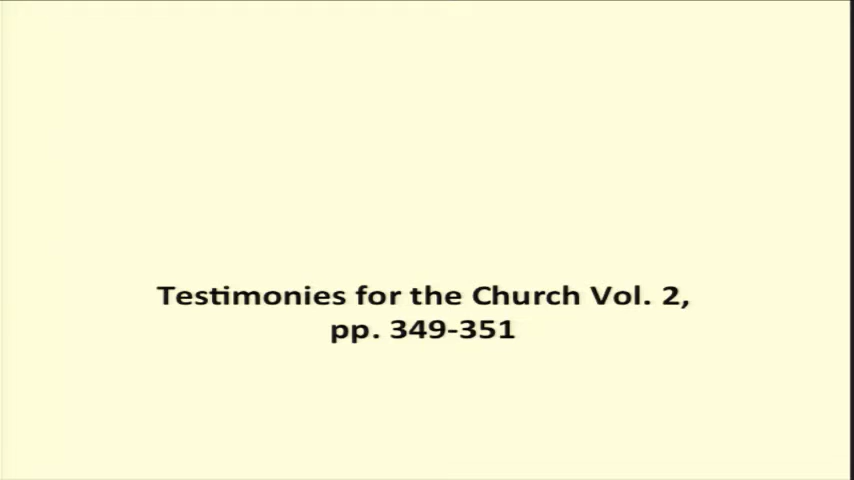 Testimonies for the Church Vol. 2,
pp. 349-351